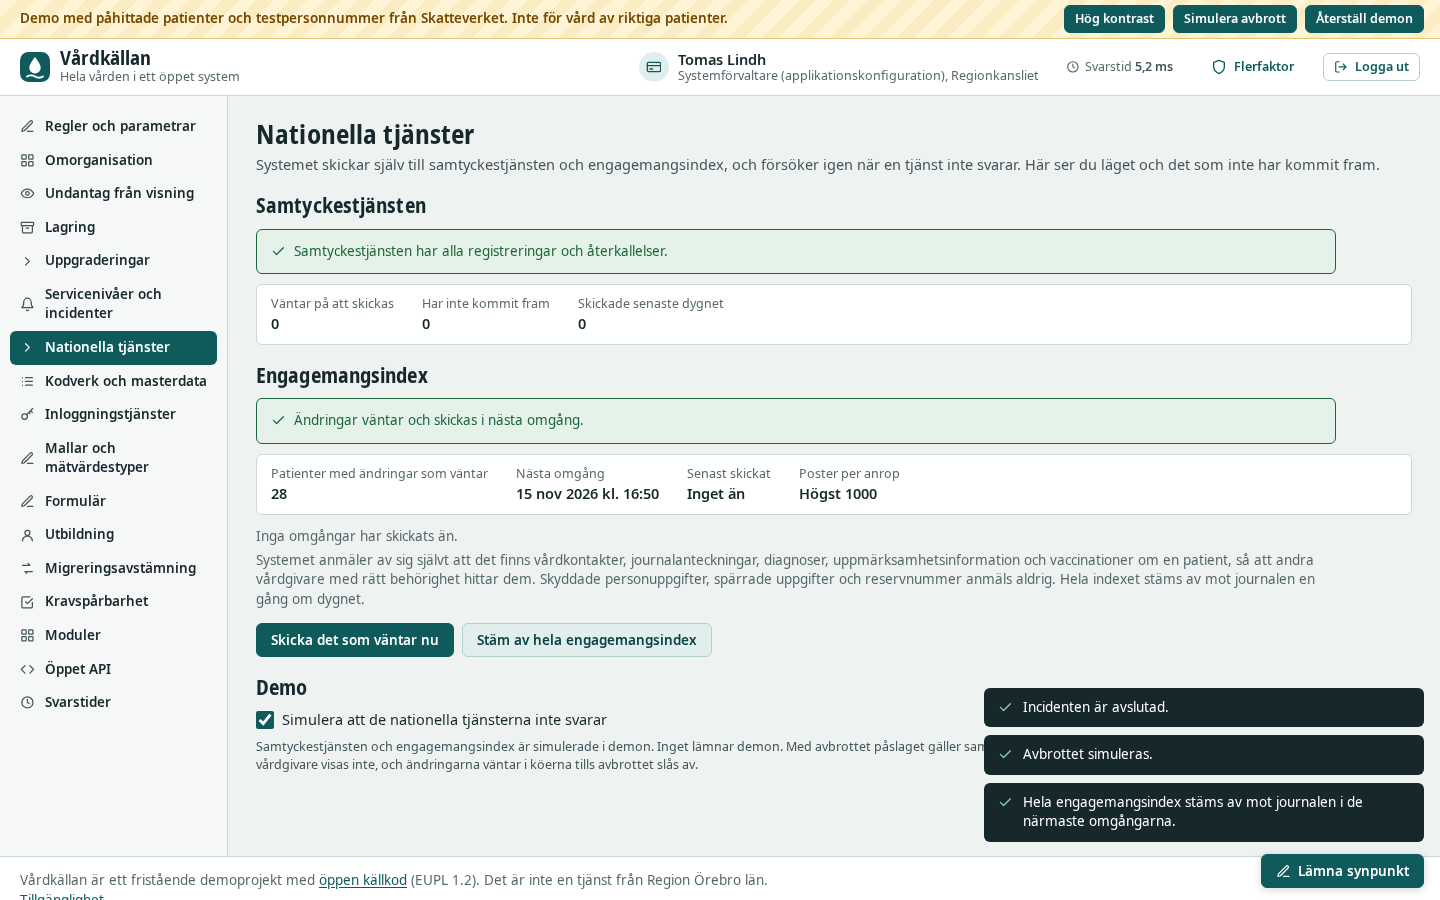 Demo med påhittade patienter och testpersonnummer från Skatteverket. Inte för vård av riktiga patienter.
Hög kontrast
Simulera avbrott
Återställ demon
Vårdkällan
Hela vården i ett öppet system
Tomas Lindh
Systemförvaltare (applikationskonfiguration), Regionkansliet
Svarstid 5,2 ms
Flerfaktor
Logga ut
Regler och parametrar
Omorganisation
Undantag från visning
Lagring
Uppgraderingar
Servicenivåer och
incidenter
Nationella tjänster
Kodverk och masterdata
Inloggningstjänster
Mallar och
mätvärdestyper
Formulär
Utbildning
Migreringsavstämning
Kravspårbarhet
Moduler
Öppet API
Svarstider
Nationella tjänster
Systemet skickar själv till samtyckestjänsten och engagemangsindex, och försöker igen när en tjänst inte svarar. Här ser du läget och det som inte har kommit fram.
Samtyckestjänsten
Samtyckestjänsten har alla registreringar och återkallelser.
Väntar på att skickas
0
Har inte kommit fram
0
Skickade senaste dygnet
0
Engagemangsindex
Ändringar väntar och skickas i nästa omgång.
Patienter med ändringar som väntar
28
Nästa omgång
15 nov 2026 kl. 16:50
Senast skickat
Inget än
Poster per anrop
Högst 1000
Inga omgångar har skickats än.
Systemet anmäler av sig självt att det finns vårdkontakter, journalanteckningar, diagnoser, uppmärksamhetsinformation och vaccinationer om en patient, så att andra
vårdgivare med rätt behörighet hittar dem. Skyddade personuppgifter, spärrade uppgifter och reservnummer anmäls aldrig. Hela indexet stäms av mot journalen en
gång om dygnet.
Skicka det som väntar nu
Stäm av hela engagemangsindex
Demo
Simulera att de nationella tjänsterna inte svarar
Samtyckestjänsten och engagemangsindex är simulerade i demon. Inget lämnar demon. Med avbrottet påslaget gäller
vårdgivare visas inte, och ändringarna väntar i köerna tills avbrottet slås av.
Incidenten är avslutad.
Avbrottet simuleras.
Hela engagemangsindex stäms av mot journalen i de
närmaste omgångarna.
Lämna synpunkt
Vårdkällan är ett fristående demoprojekt med öppen källkod (EUPL 1.2). Det är inte en tjänst från Region Örebro län.
Tillgänglighet